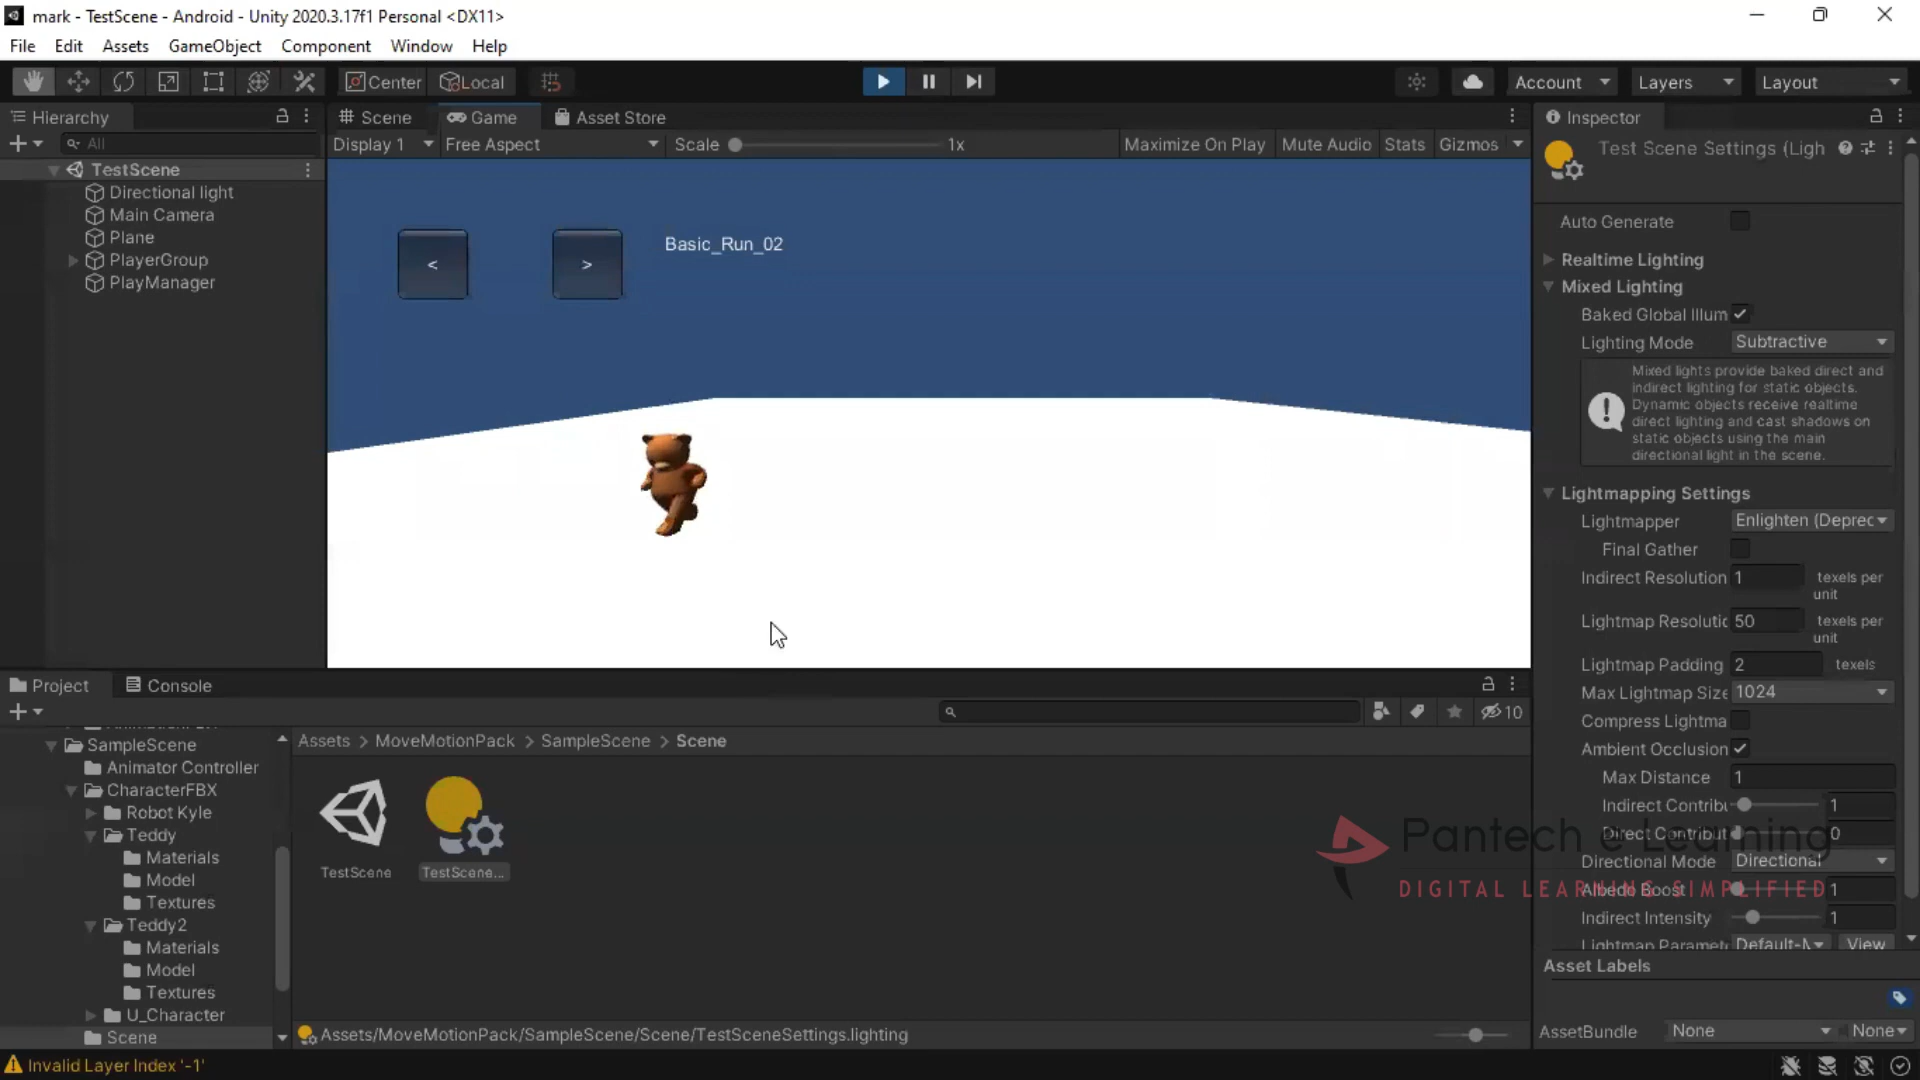 mark - TestScene - Android - Unity 2020.3.17f1 Personal <DX11>
File Edit Assets GameObject Component Window Help
Center Local Account Layers Layout
Hierarchy
All
TestScene
Directional light
Main Camera
Plane
PlayerGroup
PlayManager
Scene Game Asset Store
Display 1 Free Aspect Scale 1x Maximize On Play Mute Audio Stats Gizmos
< > Basic_Run_02
Inspector
Test Scene Settings (Ligh
Auto Generate
Realtime Lighting
Mixed Lighting
Baked Global Illum
Lighting Mode Subtractive
Mixed lights provide baked direct and
indirect lighting for static objects.
Dynamic objects receive realtime
direct lighting and cast shadows on
static objects using the main
directional light in the scene.
Lightmapping Settings
Lightmapper Enlighten (Deprec
Final Gather
Indirect Resolution 1 texels per
unit
Lightmap Resolutic 50 texels per
unit
Lightmap Padding 2 texels
Max Lightmap Size 1024
Compress Lightma
Ambient Occlusion
Max Distance 1
Indirect Contribu 1
Direct Contribut 0
Directional Mode Directional
Albedo Boost 1
Indirect Intensity 1
Lightmap Paramete Default-M View
Asset Labels
AssetBundle None None
Project Console
10
SampleScene
Animator Controller
CharacterFBX
Robot Kyle
Teddy
Materials
Model
Textures
Teddy2
Materials
Model
Textures
U_Character
Scene
Assets > MoveMotionPack > SampleScene > Scene
TestScene TestScene...
Assets/MoveMotionPack/SampleScene/Scene/TestSceneSettings.lighting
Pantech e Learning
DIGITAL LEARNING SIMPLIFIED
Invalid Layer Index '-1'